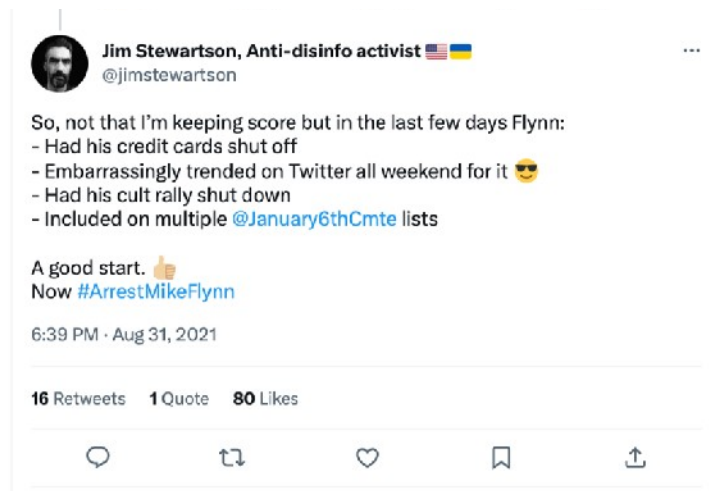 Jim Stewartson, Anti-disinfo activist 🇺🇸🇺🇦
@jimstewartson
So, not that I'm keeping score but in the last few days Flynn:
- Had his credit cards shut off
- Embarrassingly trended on Twitter all weekend for it 😎
- Had his cult rally shut down
- Included on multiple @January6thCmte lists
A good start. 👍🏼
Now #ArrestMikeFlynn
6:39 PM · Aug 31, 2021
16 Retweets 1 Quote 80 Likes